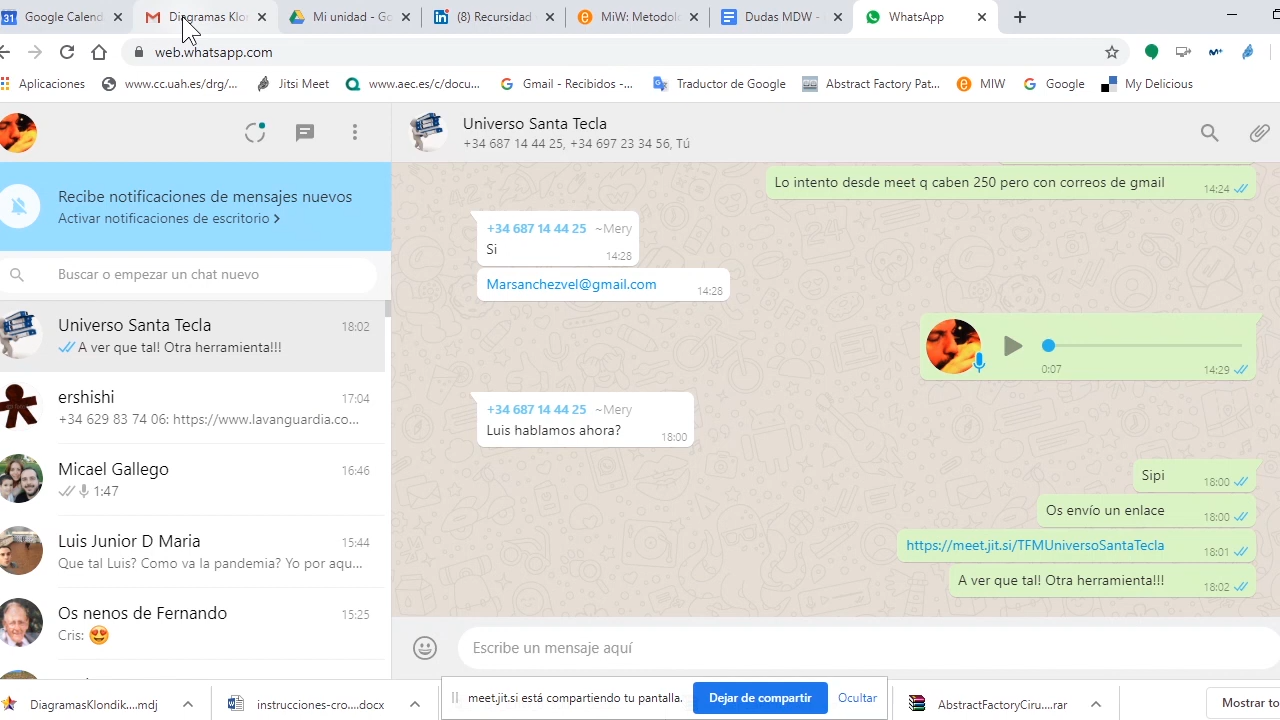 31 Google Calend
Diagramas Klo
Mi unidad - Go
(8) Recursidad
MiW: Metodolo
Dudas MDW -
WhatsApp
web.whatsapp.com
Aplicaciones
www.cc.uah.es/drg/...
Jitsi Meet
www.aec.es/c/docu...
Gmail - Recibidos -...
Traductor de Google
Abstract Factory Pat...
MIW
Google
My Delicious
Universo Santa Tecla
+34 687 14 44 25, +34 697 23 34 56, Tú
Recibe notificaciones de mensajes nuevos
Activar notificaciones de escritorio >
Buscar o empezar un chat nuevo
Universo Santa Tecla 18:02
A ver que tal! Otra herramienta!!!
ershishi 17:04
+34 629 83 74 06: https://www.lavanguardia.co...
Micael Gallego 16:46
1:47
Luis Junior D Maria 15:44
Que tal Luis? Como va la pandemia? Yo por aqu...
Os nenos de Fernando 15:25
Cris: 😍
Lo intento desde meet q caben 250 pero con correos de gmail 14:24
+34 687 14 44 25 ~Mery
Si 14:28
Marsanchezvel@gmail.com 14:28
0:07 14:29
+34 687 14 44 25 ~Mery
Luis hablamos ahora? 18:00
Sipi 18:00
Os envío un enlace 18:00
https://meet.jit.si/TFMUniversoSantaTecla 18:01
A ver que tal! Otra herramienta!!! 18:02
Escribe un mensaje aquí
DiagramasKlondik....mdj
instrucciones-cro....docx
meet.jit.si está compartiendo tu pantalla.
Dejar de compartir
Ocultar
AbstractFactoryCiru....rar
Mostrar to